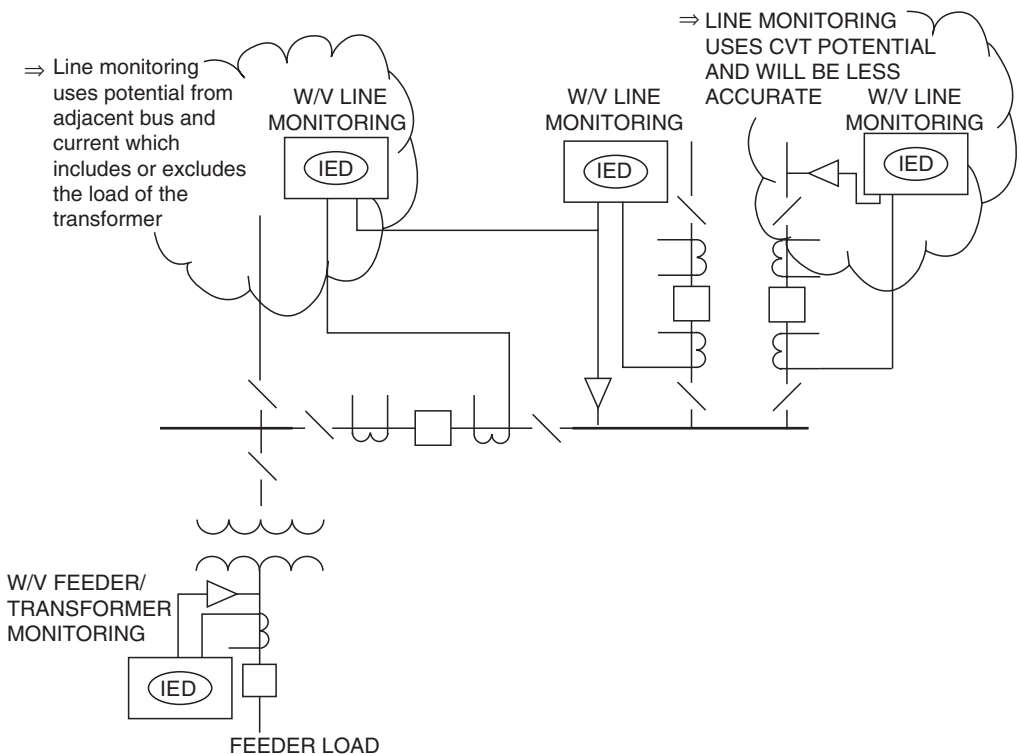 ⇒ Line monitoring
uses potential from
adjacent bus and
current which
includes or excludes
the load of the
transformer
W/V LINE
MONITORING
IED
W/V LINE
MONITORING
IED
⇒ LINE MONITORING
USES CVT POTENTIAL
AND WILL BE LESS
ACCURATE
W/V LINE
MONITORING
IED
W/V FEEDER/
TRANSFORMER
MONITORING
IED
FEEDER LOAD